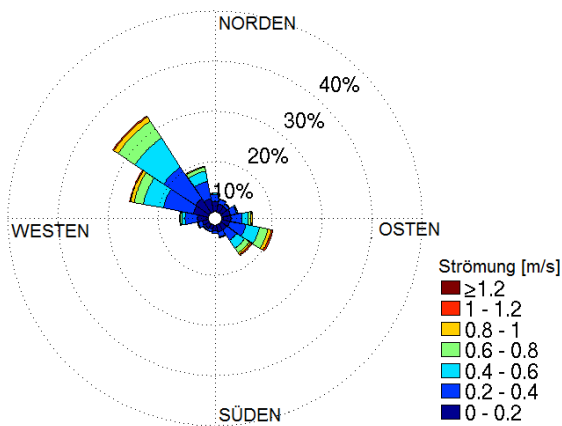 NORDEN
40%
30%
20%
10%
WESTEN
OSTEN
SÜDEN
Strömung [m/s]
≥1.2
1 - 1.2
0.8 - 1
0.6 - 0.8
0.4 - 0.6
0.2 - 0.4
0 - 0.2